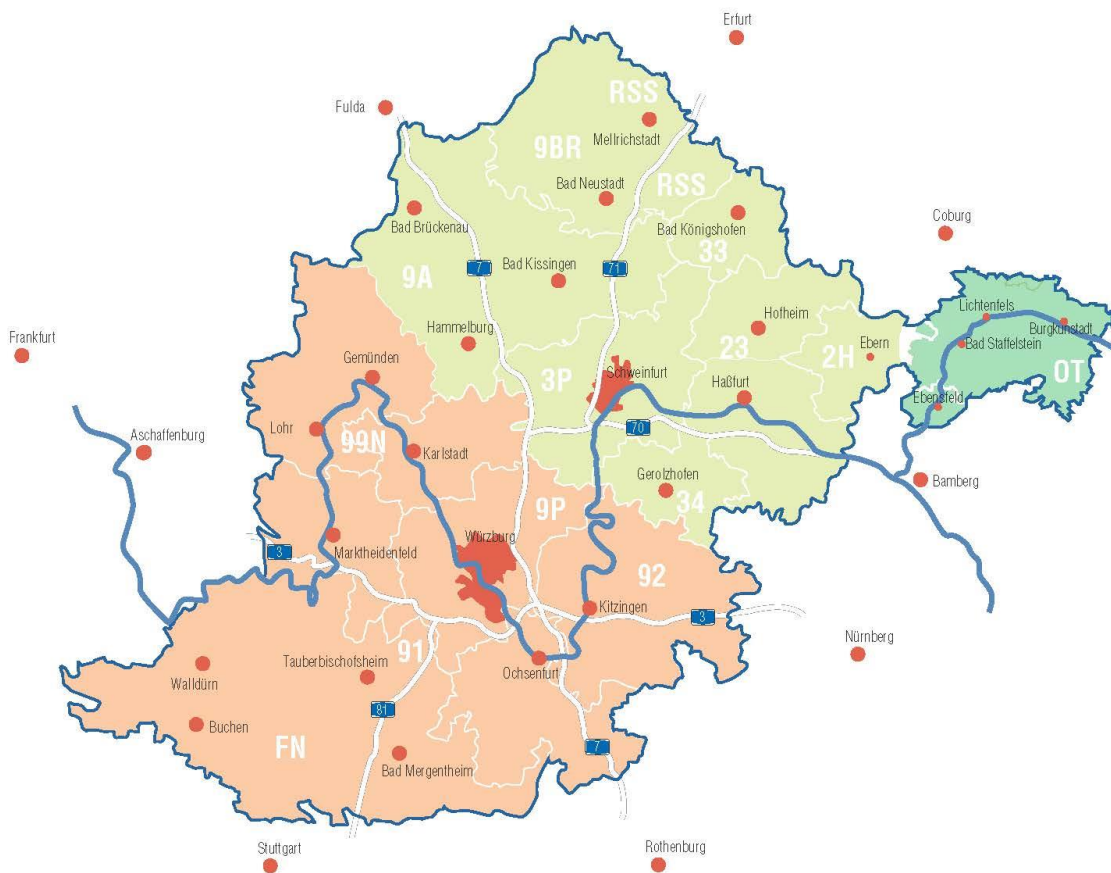 Erfurt
Fulda
RSS
Mellrichstadt
9BR
Bad Neustadt
RSS
Bad Brückenau
Bad Königshofen
Coburg
33
7
71
Bad Kissingen
9A
Lichtenfels
Hofheim
Burgkunstadt
Hammelburg
Bad Staffelstein
Frankfurt
23
2H
Ebern
Gemünden
3P
Schweinfurt
OT
Haßfurt
Ebensfeld
Lohr
99N
70
Aschaffenburg
Karlstadt
Gerolzhofen
Bamberg
9P
34
Würzburg
3
Marktheidenfeld
92
Kitzingen
3
91
Nürnberg
Tauberbischofsheim
Ochsenfurt
Walldürn
81
Buchen
FN
7
Bad Mergentheim
Stuttgart
Rothenburg